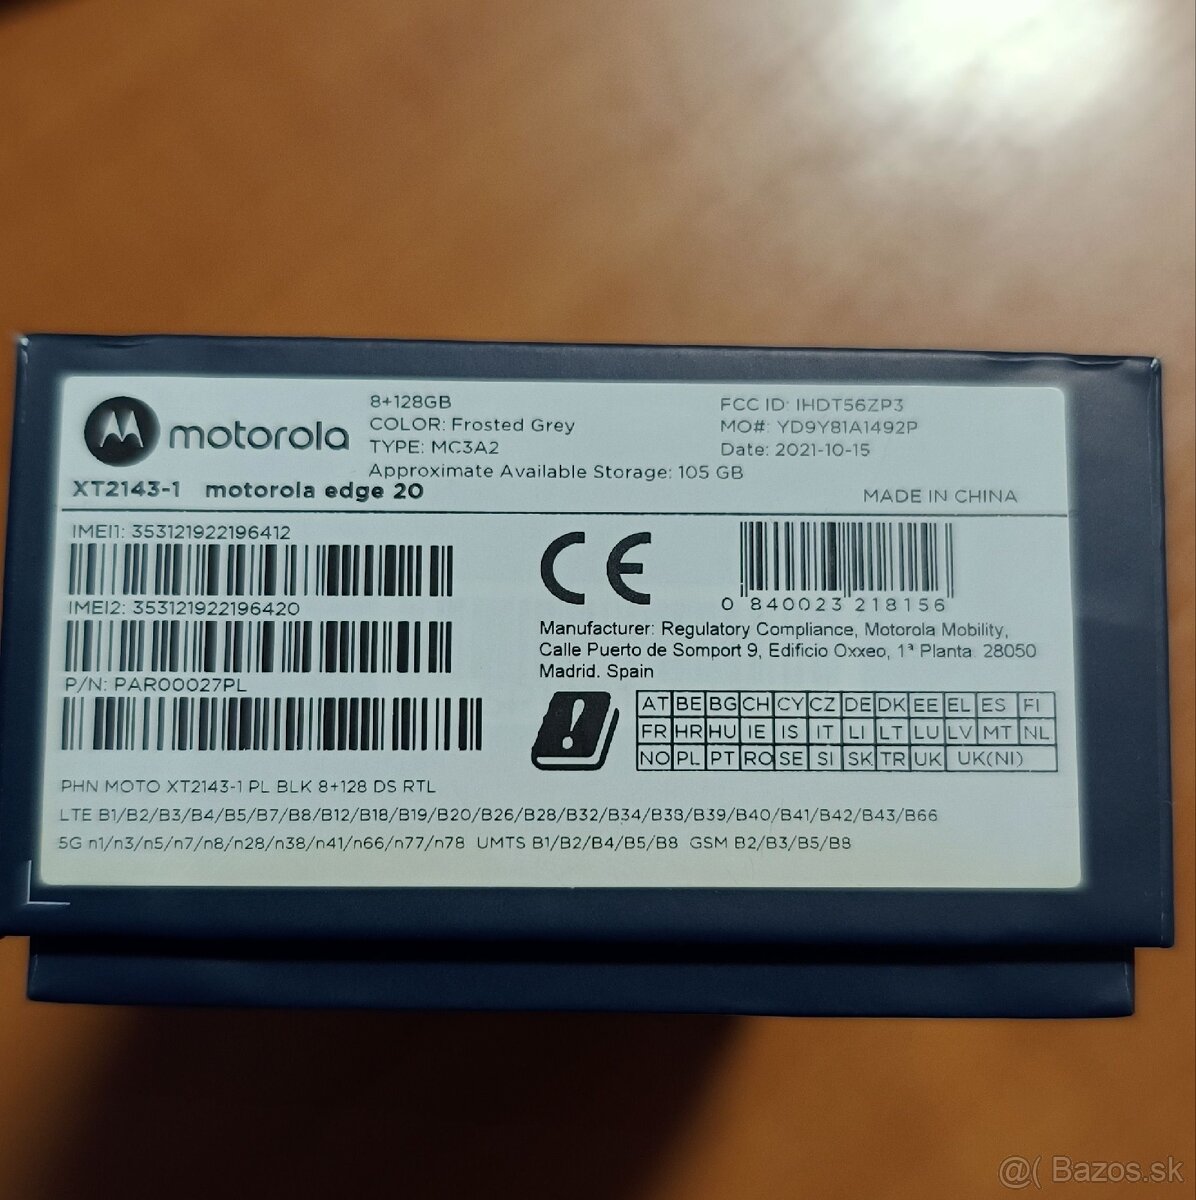 motorola
8+128GB
COLOR: Frosted Grey
TYPE: MC3A2
Approximate Available Storage: 105 GB
FCC ID: IHDT56ZP3
MO#: YD9Y81A1492P
Date: 2021-10-15
XT2143-1 motorola edge 20
MADE IN CHINA
IMEI1: 353121922196412
IMEI2: 353121922196420
P/N: PAR00027PL
CE
0 840023 218156
Manufacturer: Regulatory Compliance, Motorola Mobility,
Calle Puerto de Somport 9, Edificio Oxxeo, 1ª Planta 28050
Madrid. Spain
AT BE BG CH CY CZ DE DK EE EL ES FI
FR HR HU IE IS IT LI LT LU LV MT NL
NO PL PT RO SE SI SK TR UK UK(NI)
PHN MOTO XT2143-1 PL BLK 8+128 DS RTL
LTE B1/B2/B3/B4/B5/B7/B8/B12/B18/B19/B20/B26/B28/B32/B34/B38/B39/B40/B41/B42/B43/B66
5G n1/n3/n5/n7/n8/n28/n38/n41/n66/n77/n78 UMTS B1/B2/B4/B5/B8 GSM B2/B3/B5/B8
@( Bazos.sk